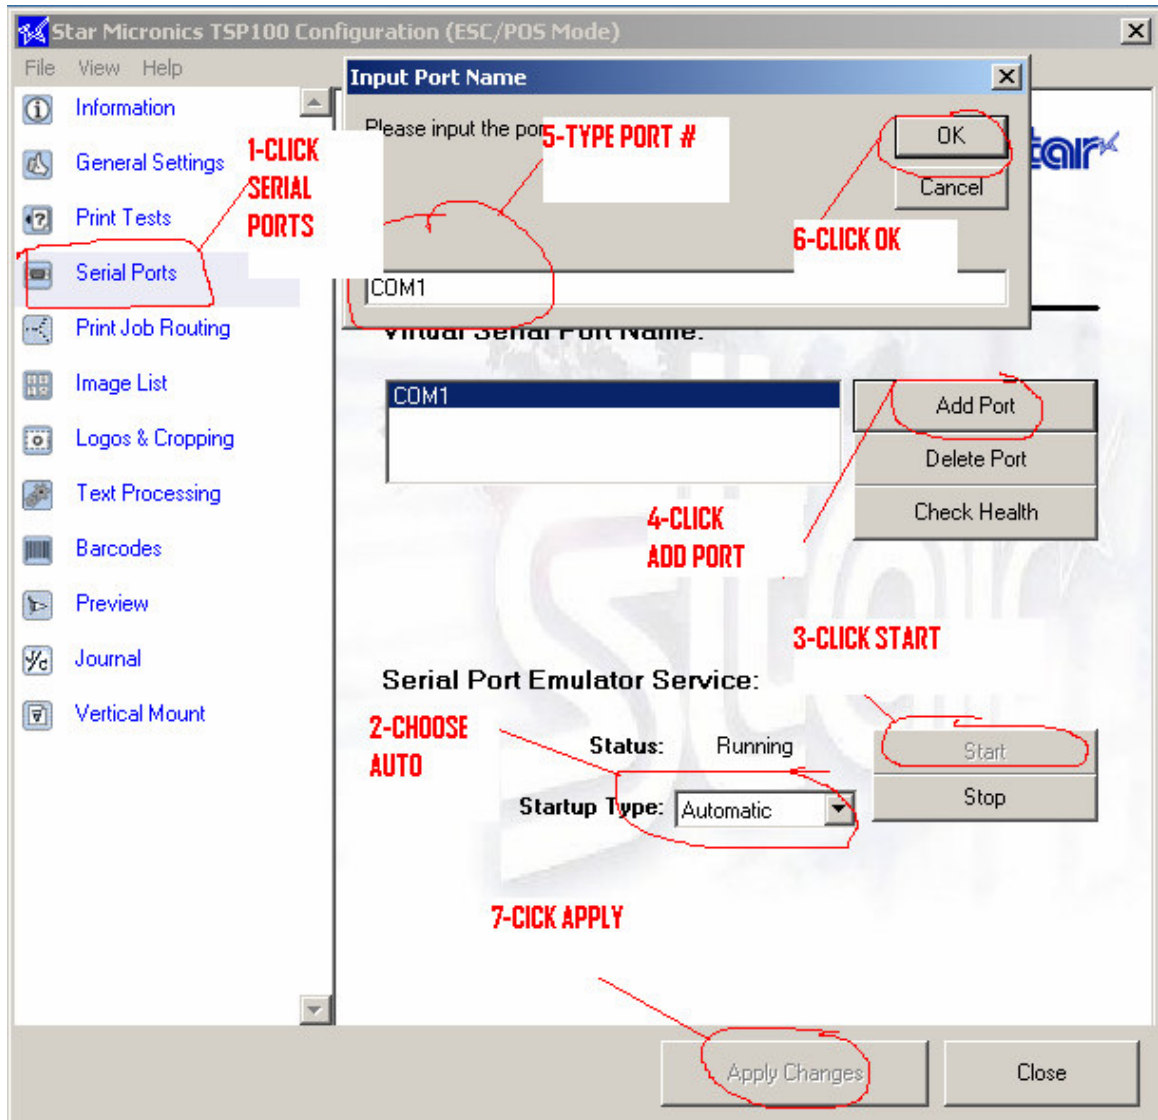 Star Micronics TSP100 Configuration (ESC/POS Mode)
File View Help
Input Port Name
Information
General Settings
Print Tests
Serial Ports
Print Job Routing
Image List
Logos & Cropping
Text Processing
Barcodes
Preview
Journal
Vertical Mount
1-CLICK
SERIAL
PORTS
Please input the
5-TYPE PORT #
OK
Cancel
6-CLICK OK
COM1
Virtual Serial Port Name:
COM1
Add Port
Delete Port
Check Health
4-CLICK
ADD PORT
3-CLICK START
Serial Port Emulator Service:
2-CHOOSE
AUTO
Status: Running
Start
Startup Type: Automatic
Stop
7-CICK APPLY
Apply Changes
Close